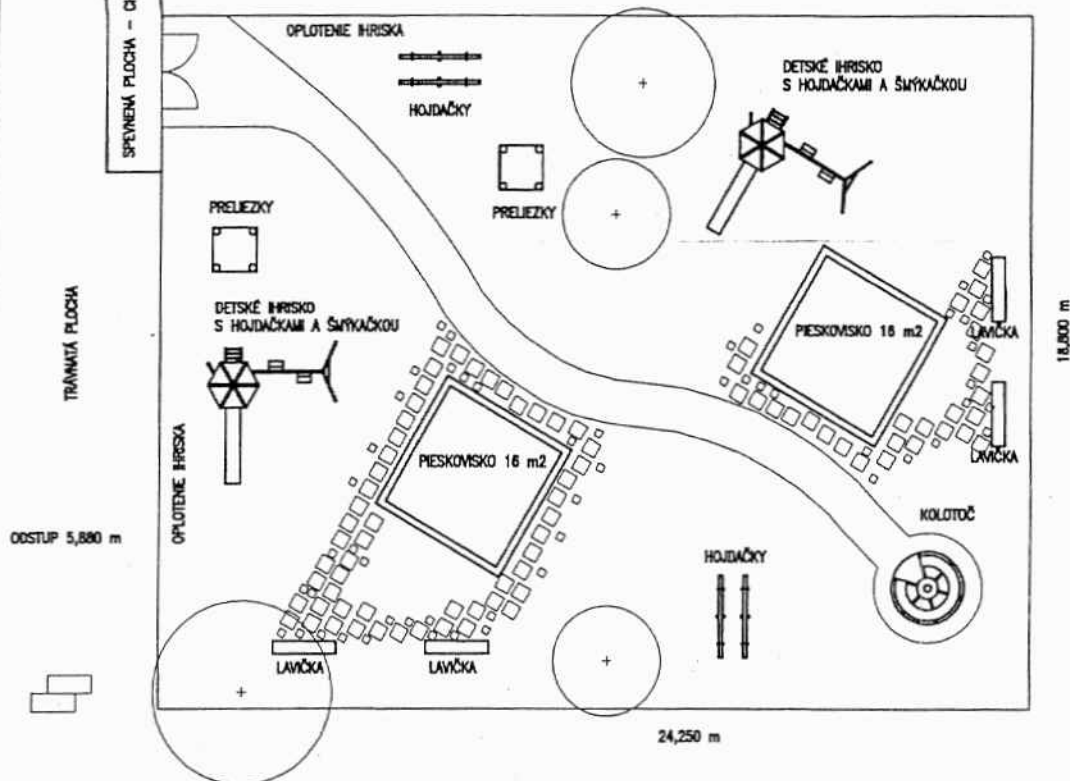 SPEVNENÁ PLOCHA -
OPLOTENIE IHRISKA
HOJDAČKY
DETSKÉ IHRISKO
S HOJDAČKAMI A ŠMÝKAČKOU
PRELIEZKY
PRELIEZKY
TRÁVNATÁ PLOCHA
DETSKÉ IHRISKO
S HOJDAČKAMI A ŠMÝKAČKOU
PIESKOVISKO 16 m2
LAVIČKA
18,800 m
PIESKOVISKO 16 m2
LAVIČKA
OPLOTENIE IHRISKA
KOLOTOČ
ODSTUP 5,880 m
HOJDAČKY
LAVIČKA
LAVIČKA
24,250 m